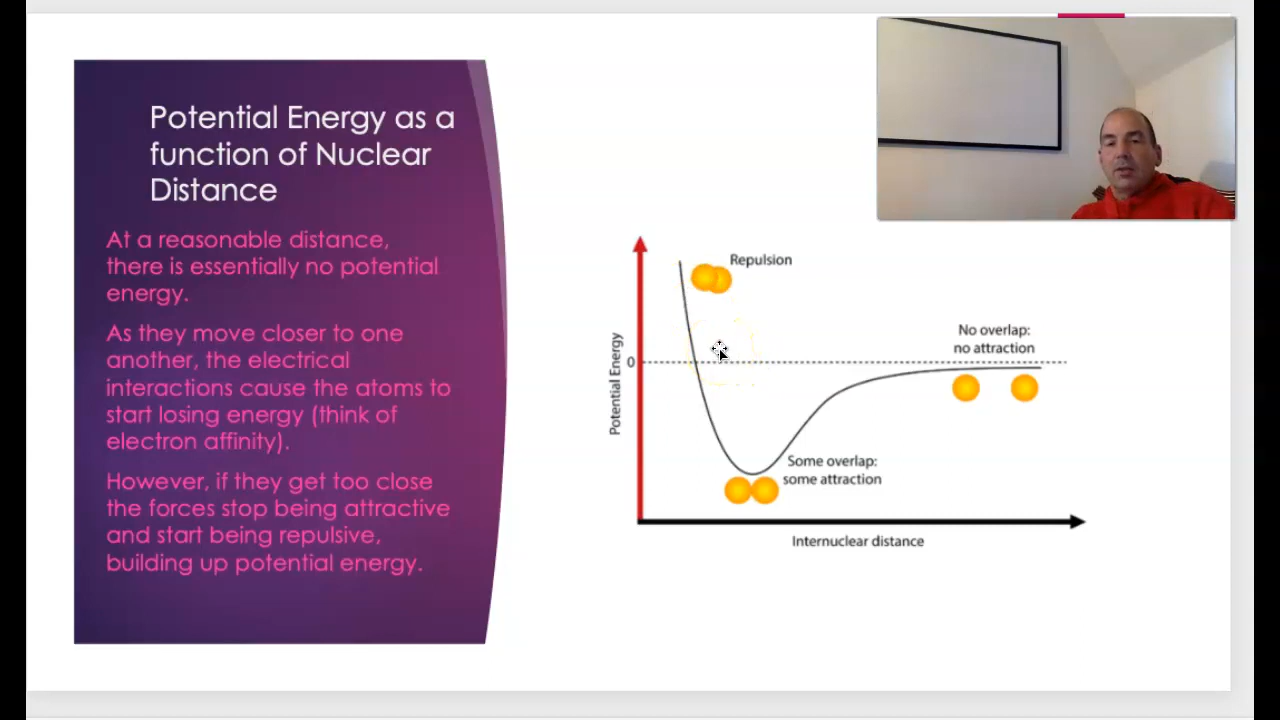 Potential Energy as a
function of Nuclear
Distance
At a reasonable distance,
there is essentially no potential
energy.
As they move closer to one
another, the electrical
interactions cause the atoms to
start losing energy (think of
electron affinity).
However, if they get too close
the forces stop being attractive
and start being repulsive,
building up potential energy.
Repulsion
No overlap:
no attraction
0
Potential Energy
Some overlap:
some attraction
Internuclear distance